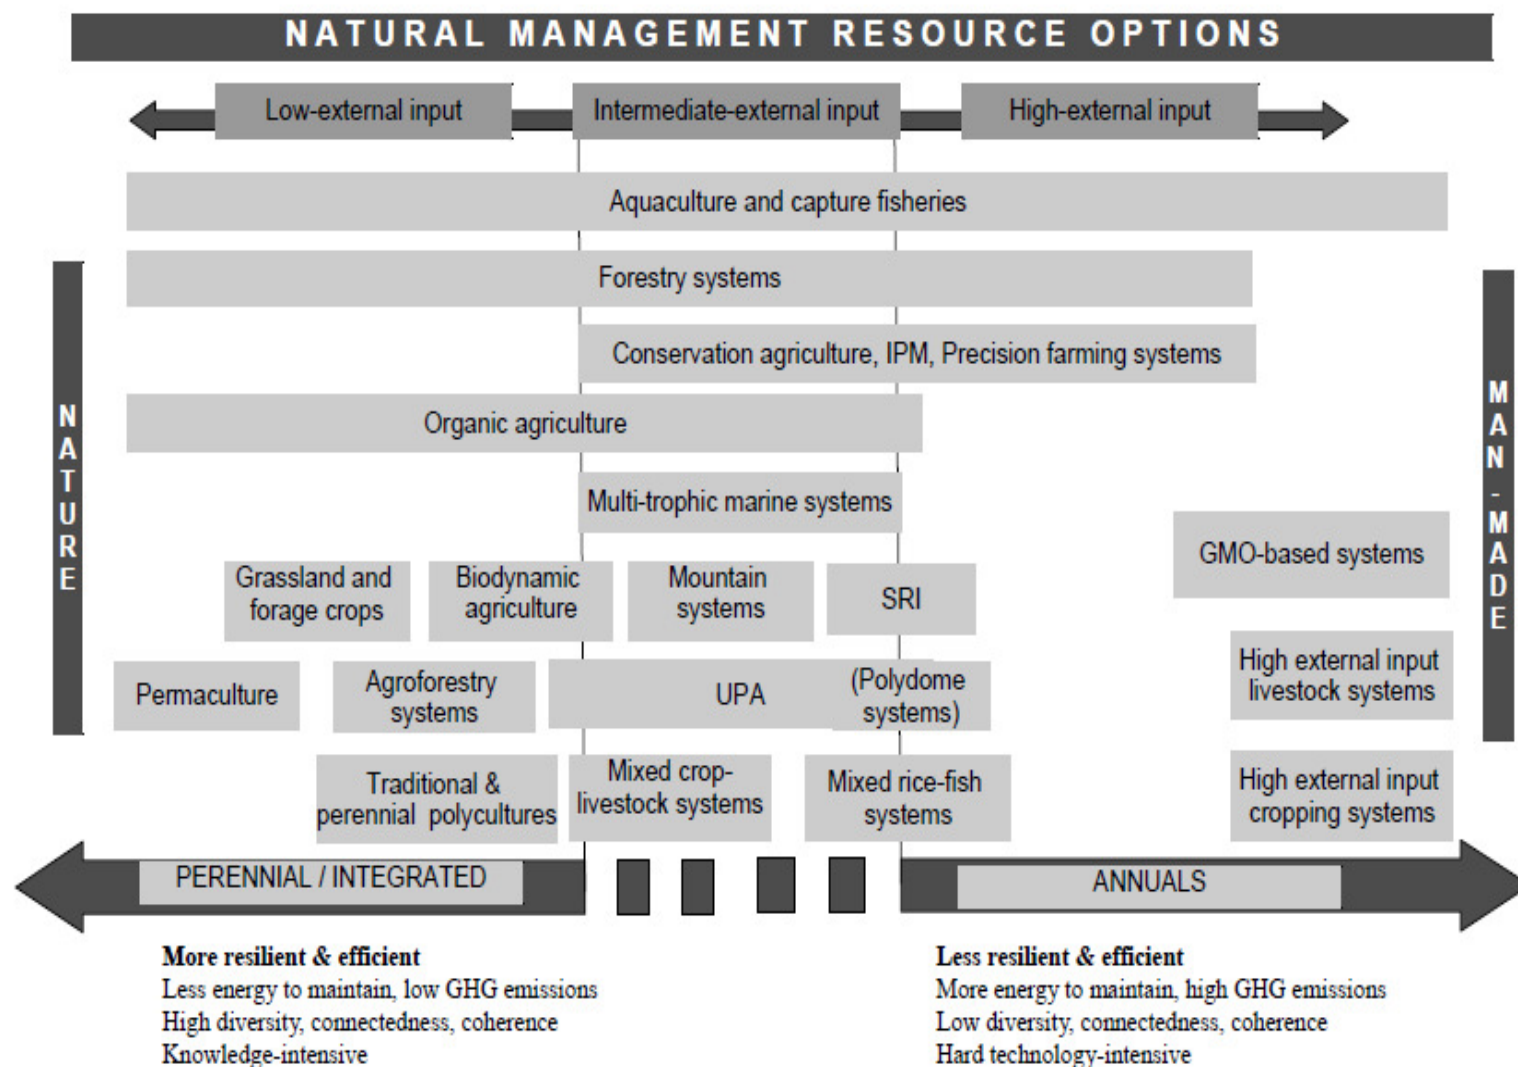 NATURAL MANAGEMENT RESOURCE OPTIONS
Low-external input
Intermediate-external input
High-external input
Aquaculture and capture fisheries
Forestry systems
Conservation agriculture, IPM, Precision farming systems
Organic agriculture
Multi-trophic marine systems
NATURE
MAN-MADE
GMO-based systems
Grassland and
forage crops
Biodynamic
agriculture
Mountain
systems
SRI
High external input
livestock systems
Permaculture
Agroforestry
systems
UPA
(Polydome
systems)
Traditional &
perennial polycultures
Mixed crop-
livestock systems
Mixed rice-fish
systems
High external input
cropping systems
PERENNIAL / INTEGRATED
ANNUALS
More resilient & efficient
Less energy to maintain, low GHG emissions
High diversity, connectedness, coherence
Knowledge-intensive
Less resilient & efficient
More energy to maintain, high GHG emissions
Low diversity, connectedness, coherence
Hard technology-intensive